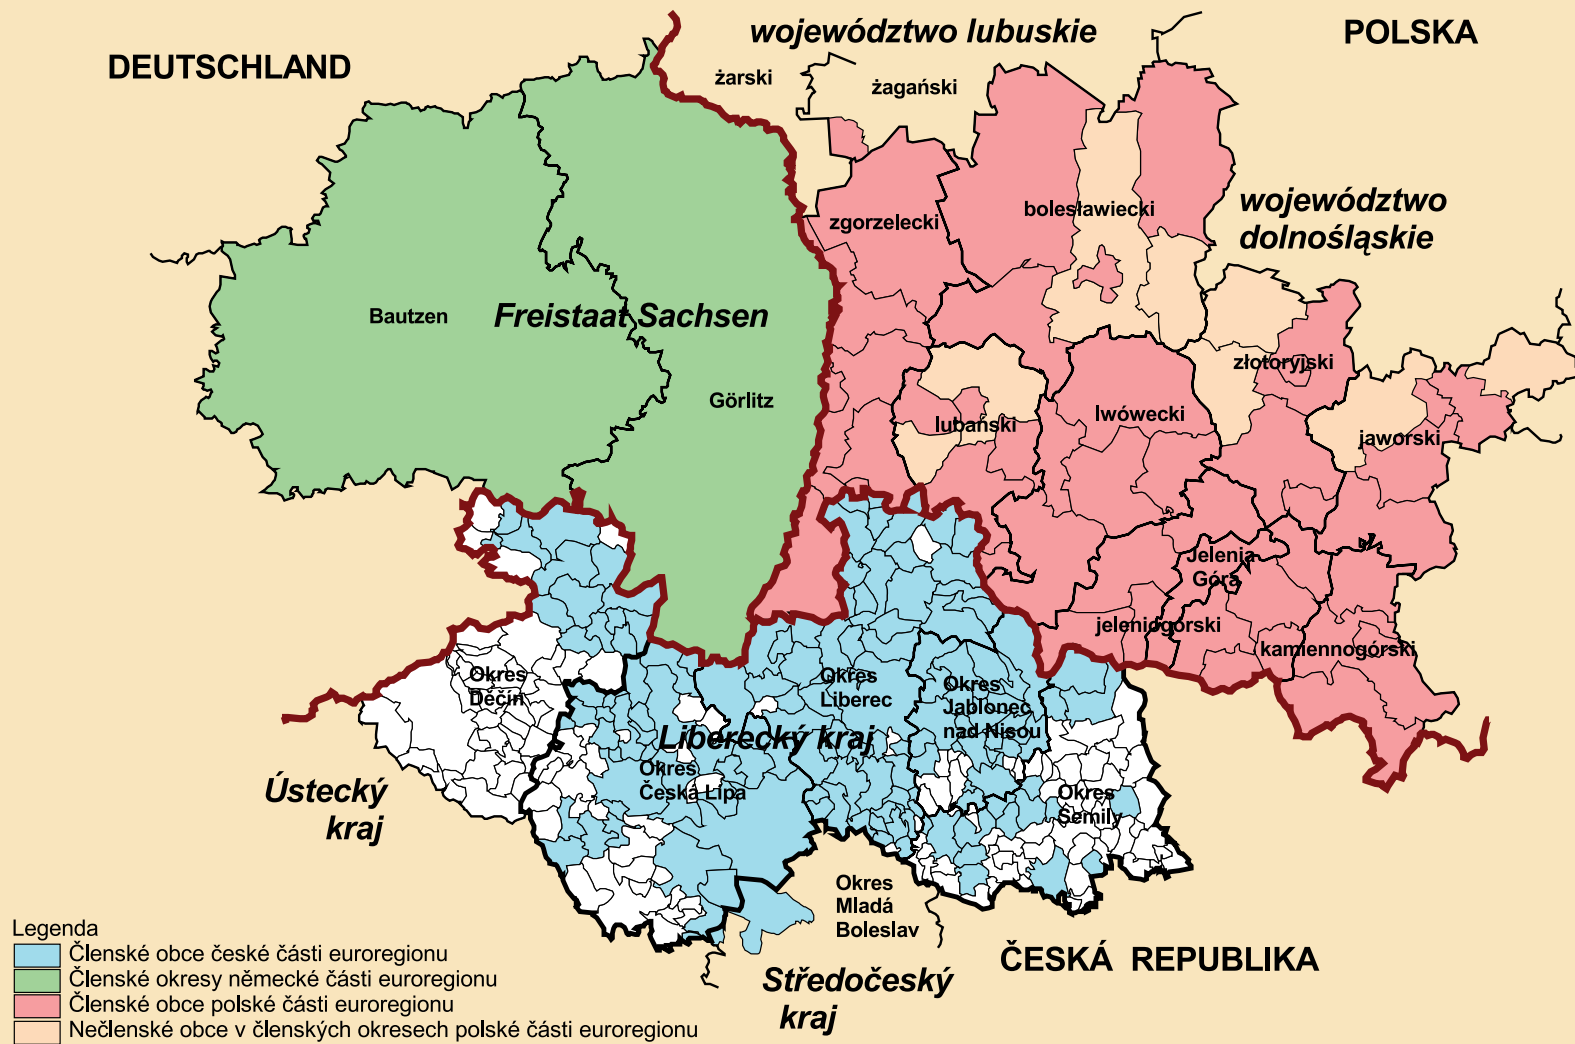 DEUTSCHLAND
województwo lubuskie
POLSKA
żarski
żagański
zgorzelecki
bolesławiecki
województwo
dolnośląskie
Bautzen
Freistaat Sachsen
Görlitz
złotoryjski
lubański
lwówecki
jaworski
Jelenia
Góra
jeleniogórski
kamiennogórski
Okres
Děčín
Okres
Liberec
Okres
Jablonec
nad Nisou
Liberecký kraj
Okres
Česká Lípa
Okres
Semily
Ústecký
kraj
Okres
Mladá
Boleslav
ČESKÁ REPUBLIKA
Středočeský
kraj
Legenda
Členské obce české části euroregionu
Členské okresy německé části euroregionu
Členské obce polské části euroregionu
Nečlenské obce v členských okresech polské části euroregionu